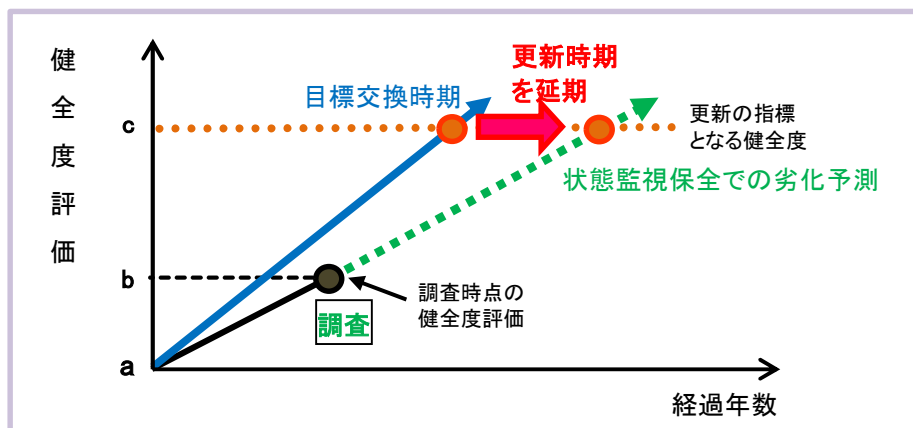 健全度評価
更新時期
を延期
目標交換時期
c
更新の指標
となる健全度
状態監視保全での劣化予測
b
調査時点の
健全度評価
調査
a
経過年数